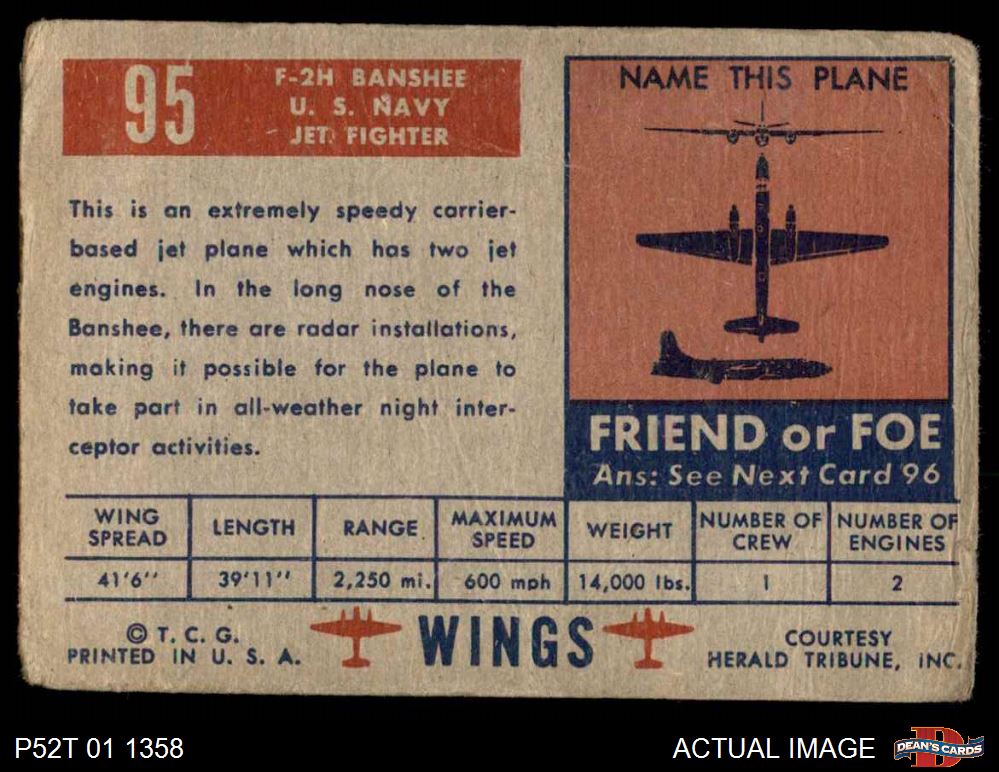 95
F-2H BANSHEE
U. S. NAVY
JET FIGHTER
This is an extremely speedy carrier-
based jet plane which has two jet
engines. In the long nose of the
Banshee, there are radar installations,
making it possible for the plane to
take part in all-weather night inter-
ceptor activities.
NAME THIS PLANE
FRIEND or FOE
Ans: See Next Card 96
WING SPREAD
LENGTH
RANGE
MAXIMUM SPEED
WEIGHT
NUMBER OF CREW
NUMBER OF ENGINES
41'6''
39'11''
2,250 mi.
600 mph
14,000 lbs.
1
2
© T. C. G.
PRINTED IN U. S. A.
WINGS
COURTESY
HERALD TRIBUNE, INC.
P52T 01 1358
ACTUAL IMAGE
D
DEAN'S CARDS